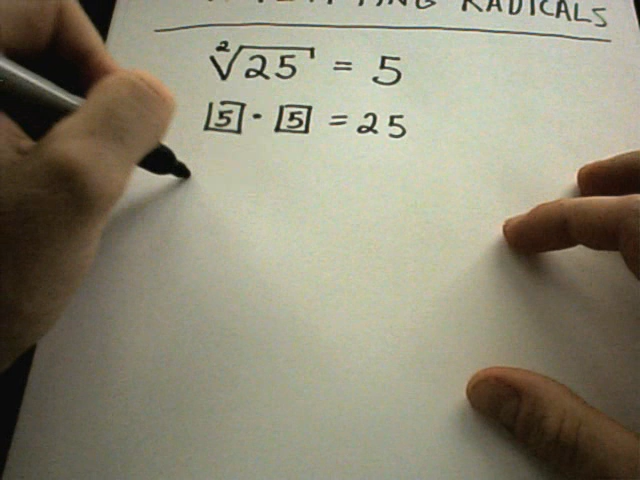 RADICALS
²√25 = 5
5 · 5 = 25